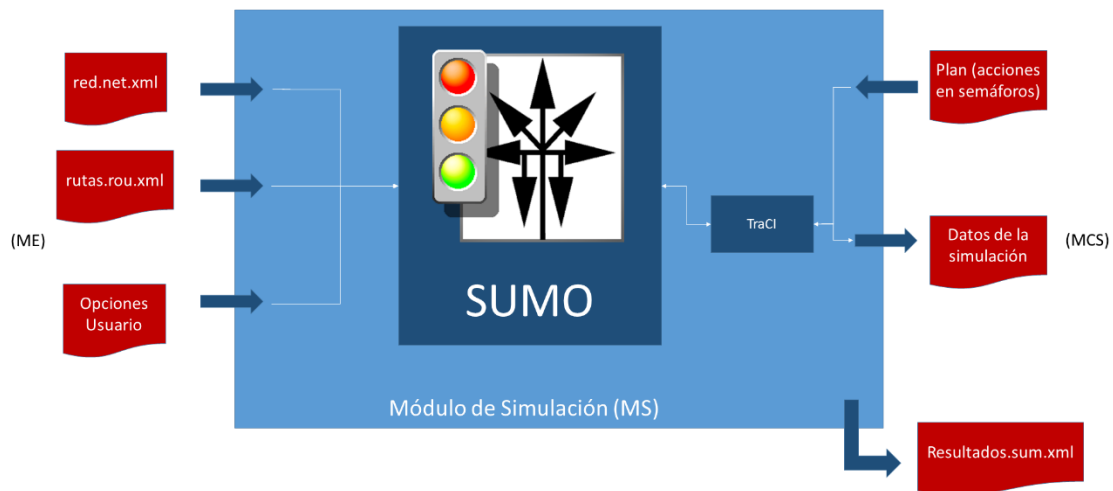 red.net.xml
rutas.rou.xml
(ME)
Opciones
Usuario
SUMO
TraCI
Módulo de Simulación (MS)
Plan (acciones
en semáforos)
Datos de la
simulación
(MCS)
Resultados.sum.xml